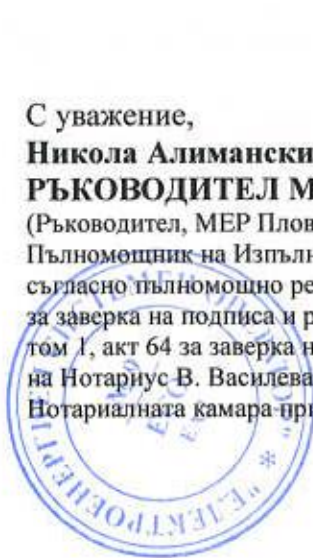 С уважение,
Никола Алимански
РЪКОВОДИТЕЛ М
(Ръководител, МЕР Плов
Пълномощник на Изпълн
съгласно пълномощно ре
за заверка на подписа и р
том 1, акт 64 за заверка н
на Нотариус В. Василева
Нотариалната камара при